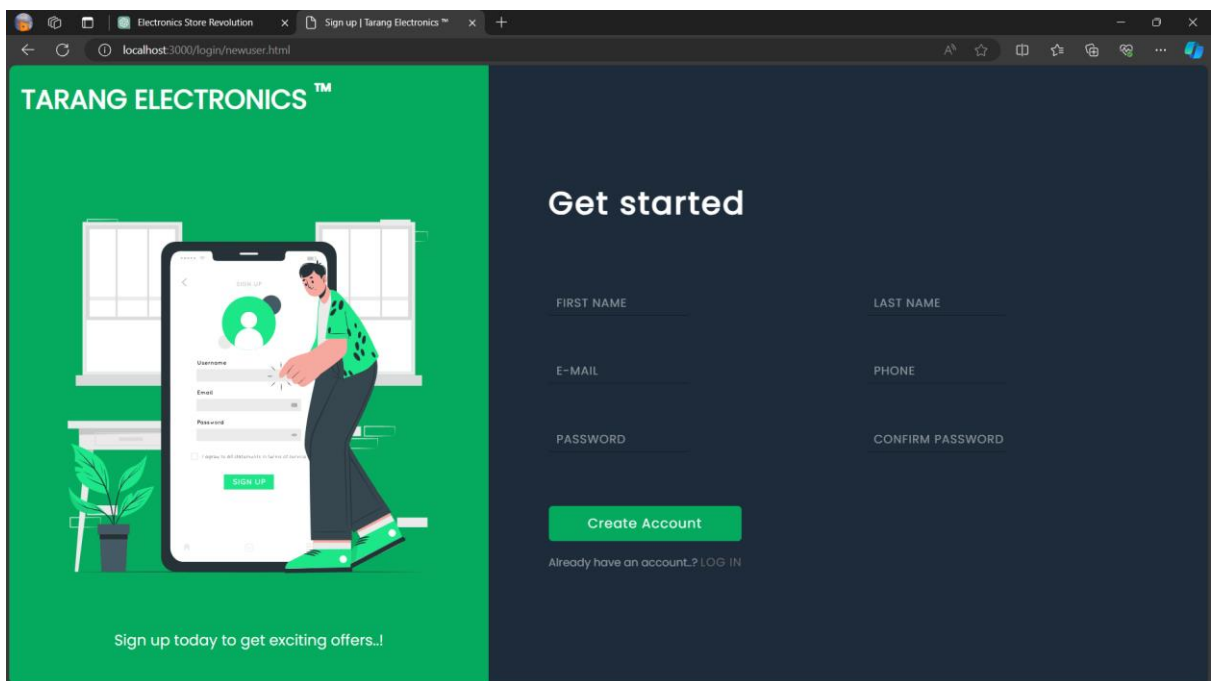 Electronics Store Revolution
Sign up | Tarang Electronics ™
localhost:3000/login/newuser.html
TARANG ELECTRONICS ™
SIGN UP
Username
Email
Password
SIGN UP
Sign up today to get exciting offers..!
Get started
FIRST NAME
LAST NAME
E-MAIL
PHONE
PASSWORD
CONFIRM PASSWORD
Create Account
Already have an account..? LOG IN